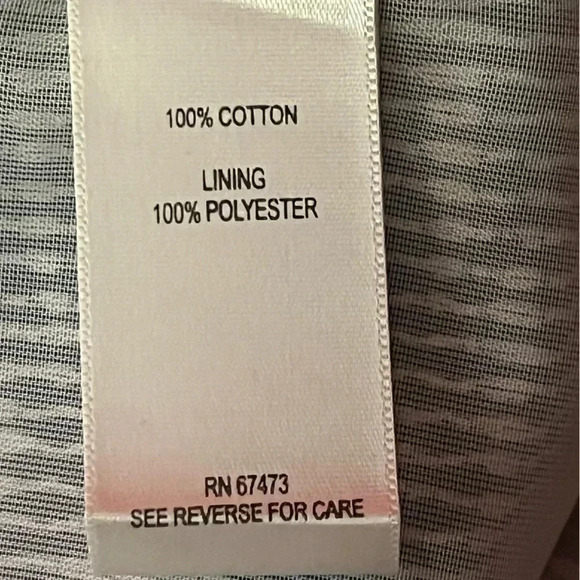 100% COTTON
LINING
100% POLYESTER
RN 67473
SEE REVERSE FOR CARE